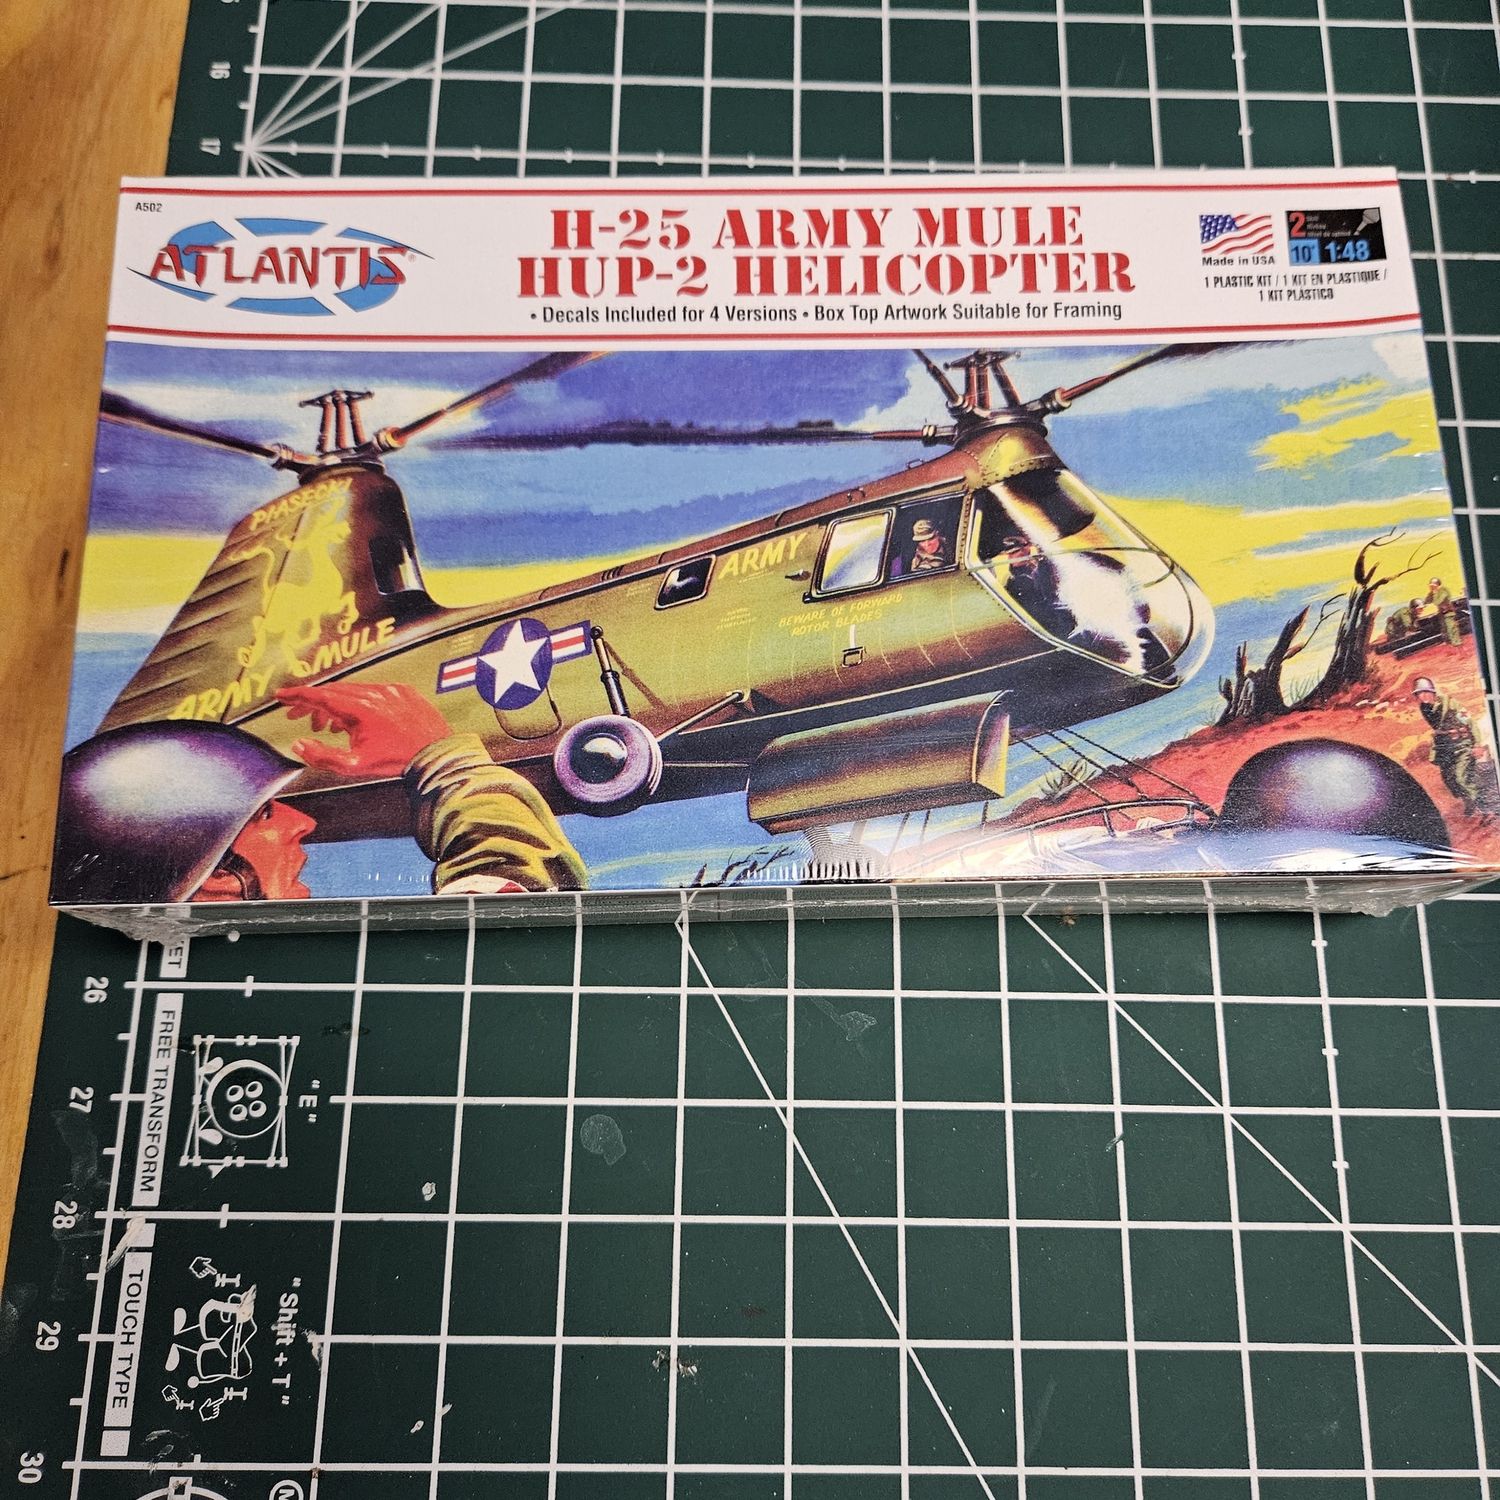 16
17
A502
ATLANTIS®
H-25 ARMY MULE
HUP-2 HELICOPTER
• Decals Included for 4 Versions • Box Top Artwork Suitable for Framing
Made in USA
2
10+
1:48
1 PLASTIC KIT / 1 KIT EN PLASTIQUE /
1 KIT PLASTICO
PIASECKI
ARMY MULE
ARMY
BEWARE OF FORWARD
ROTOR BLADES
26
FREE TRANSFORM
"E"
27
28
TOUCH TYPE
"Shift + T"
29
30